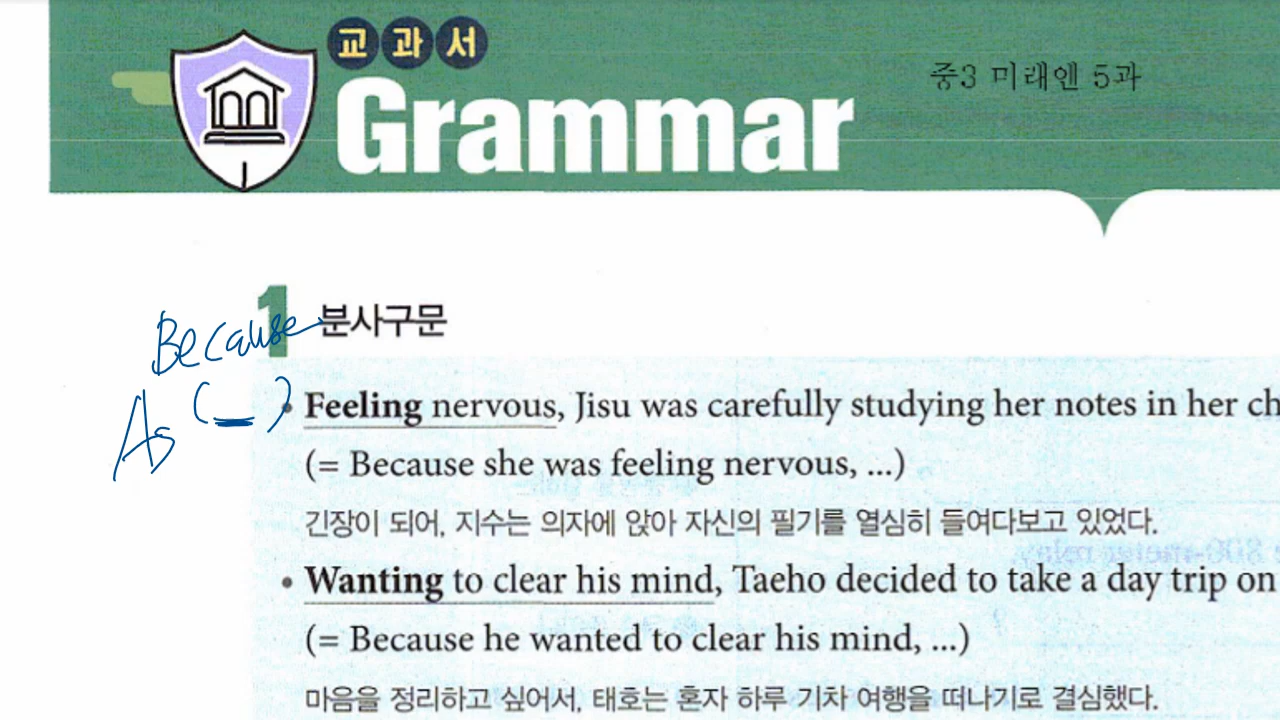 교과서
중3 미래엔 5과
Grammar
1 분사구문
Because
As (_)
• Feeling nervous, Jisu was carefully studying her notes in her ch
(= Because she was feeling nervous, ...)
긴장이 되어, 지수는 의자에 앉아 자신의 필기를 열심히 들여다보고 있었다.
• Wanting to clear his mind, Taeho decided to take a day trip on
(= Because he wanted to clear his mind, ...)
마음을 정리하고 싶어서, 태호는 혼자 하루 기차 여행을 떠나기로 결심했다.